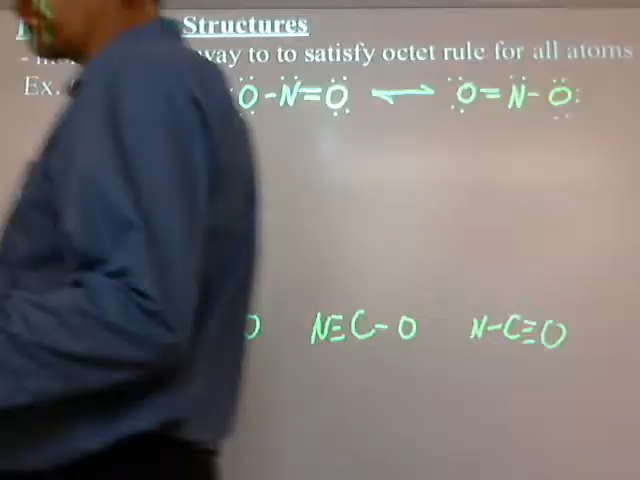 Structures
way to to satisfy octet rule for all atoms
Ex. O-N=O ⇌ O=N-O:
O N≡C-O N-C≡O